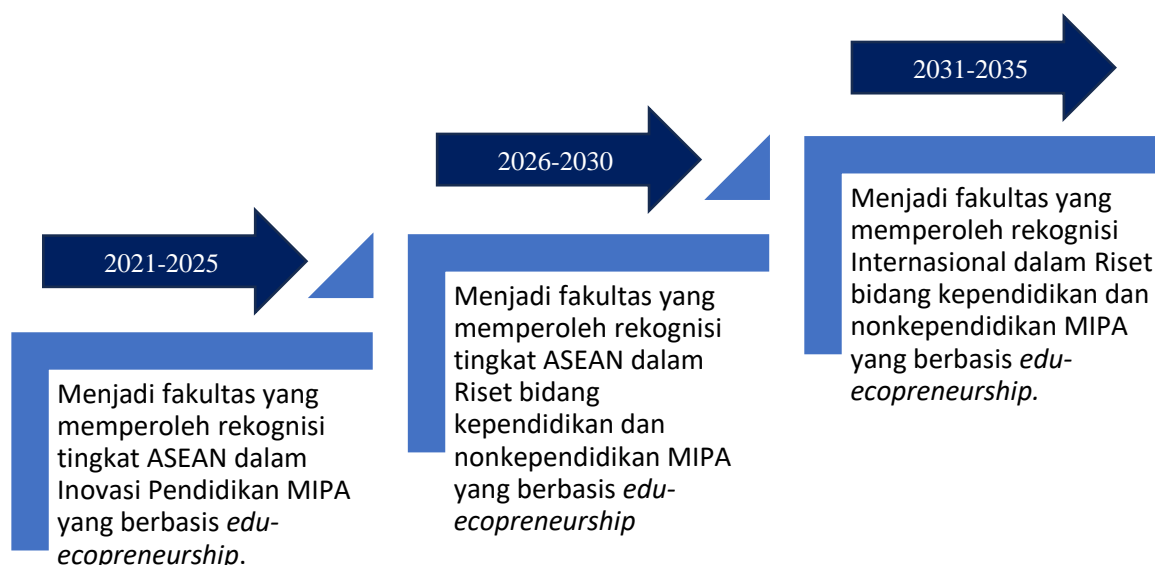 2021-2025
Menjadi fakultas yang
memperoleh rekognisi
tingkat ASEAN dalam
Inovasi Pendidikan MIPA
yang berbasis edu-
ecopreneurship.
2026-2030
Menjadi fakultas yang
memperoleh rekognisi
tingkat ASEAN dalam
Riset bidang
kependidikan dan
nonkependidikan MIPA
yang berbasis edu-
ecopreneurship
2031-2035
Menjadi fakultas yang
memperoleh rekognisi
Internasional dalam Riset
bidang kependidikan dan
nonkependidikan MIPA
yang berbasis edu-
ecopreneurship.